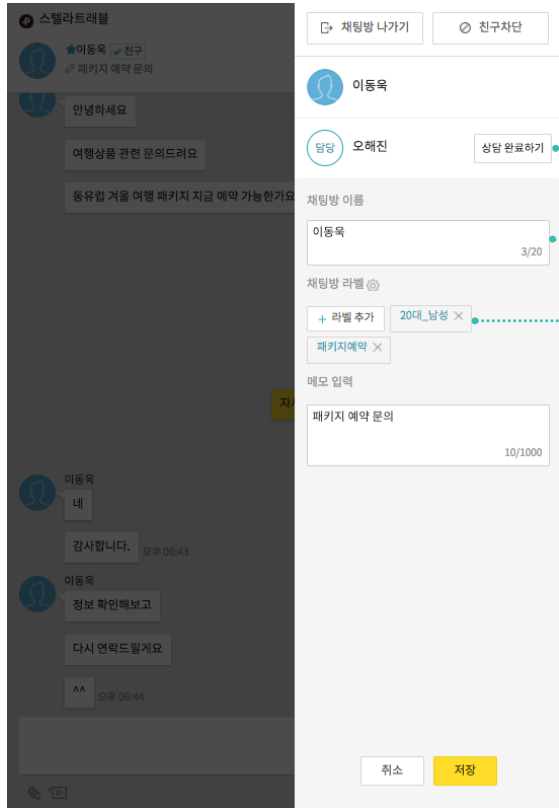 스텔라트래블
이동욱 친구
패키지 예약 문의
안녕하세요
여행상품 관련 문의드려요
동유럽 겨울 여행 패키지 지금 예약 가능한가요
이동욱
네
감사합니다. 오후 06:43
이동욱
정보 확인해보고
다시 연락드릴게요
^^ 오후 06:44
채팅방 나가기
친구차단
이동욱
담당 오해진 상담 완료하기
채팅방 이름
이동욱
3/20
채팅방 라벨
+ 라벨 추가 20대_남성 ×
패키지예약 ×
메모 입력
패키지 예약 문의
10/1000
취소 저장